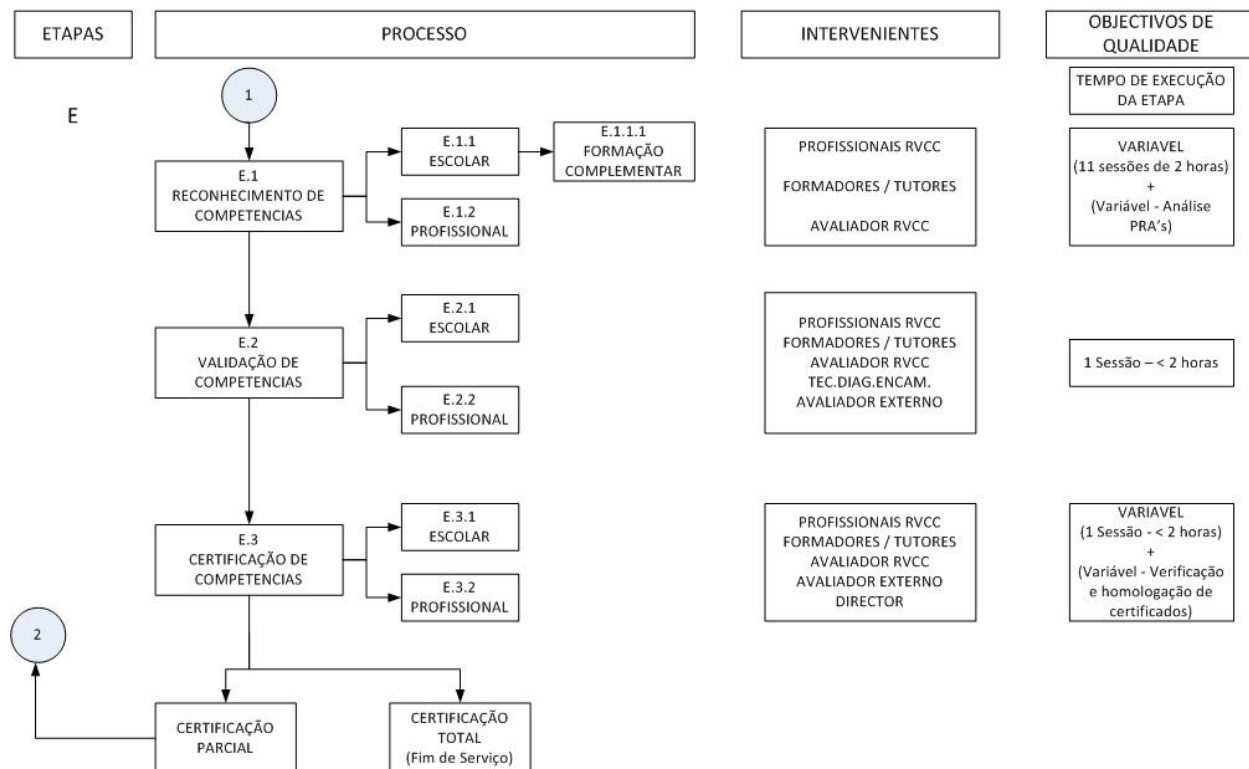 ETAPAS
PROCESSO
INTERVENIENTES
OBJECTIVOS DE
QUALIDADE
TEMPO DE EXECUÇÃO
DA ETAPA
E
1
E.1
RECONHECIMENTO DE
COMPETENCIAS
E.1.1
ESCOLAR
E.1.1.1
FORMAÇÃO
COMPLEMENTAR
E.1.2
PROFISSIONAL
PROFISSIONAIS RVCC
FORMADORES / TUTORES
AVALIADOR RVCC
VARIAVEL
(11 sessões de 2 horas)
+
(Variável - Análise
PRA's)
E.2
VALIDAÇÃO DE
COMPETENCIAS
E.2.1
ESCOLAR
E.2.2
PROFISSIONAL
PROFISSIONAIS RVCC
FORMADORES / TUTORES
AVALIADOR RVCC
TEC.DIAG.ENCAM.
AVALIADOR EXTERNO
1 Sessão – < 2 horas
E.3
CERTIFICAÇÃO DE
COMPETENCIAS
E.3.1
ESCOLAR
E.3.2
PROFISSIONAL
PROFISSIONAIS RVCC
FORMADORES / TUTORES
AVALIADOR RVCC
AVALIADOR EXTERNO
DIRECTOR
VARIAVEL
(1 Sessão - < 2 horas)
+
(Variável - Verificação
e homologação de
certificados)
2
CERTIFICAÇÃO
PARCIAL
CERTIFICAÇÃO
TOTAL
(Fim de Serviço)